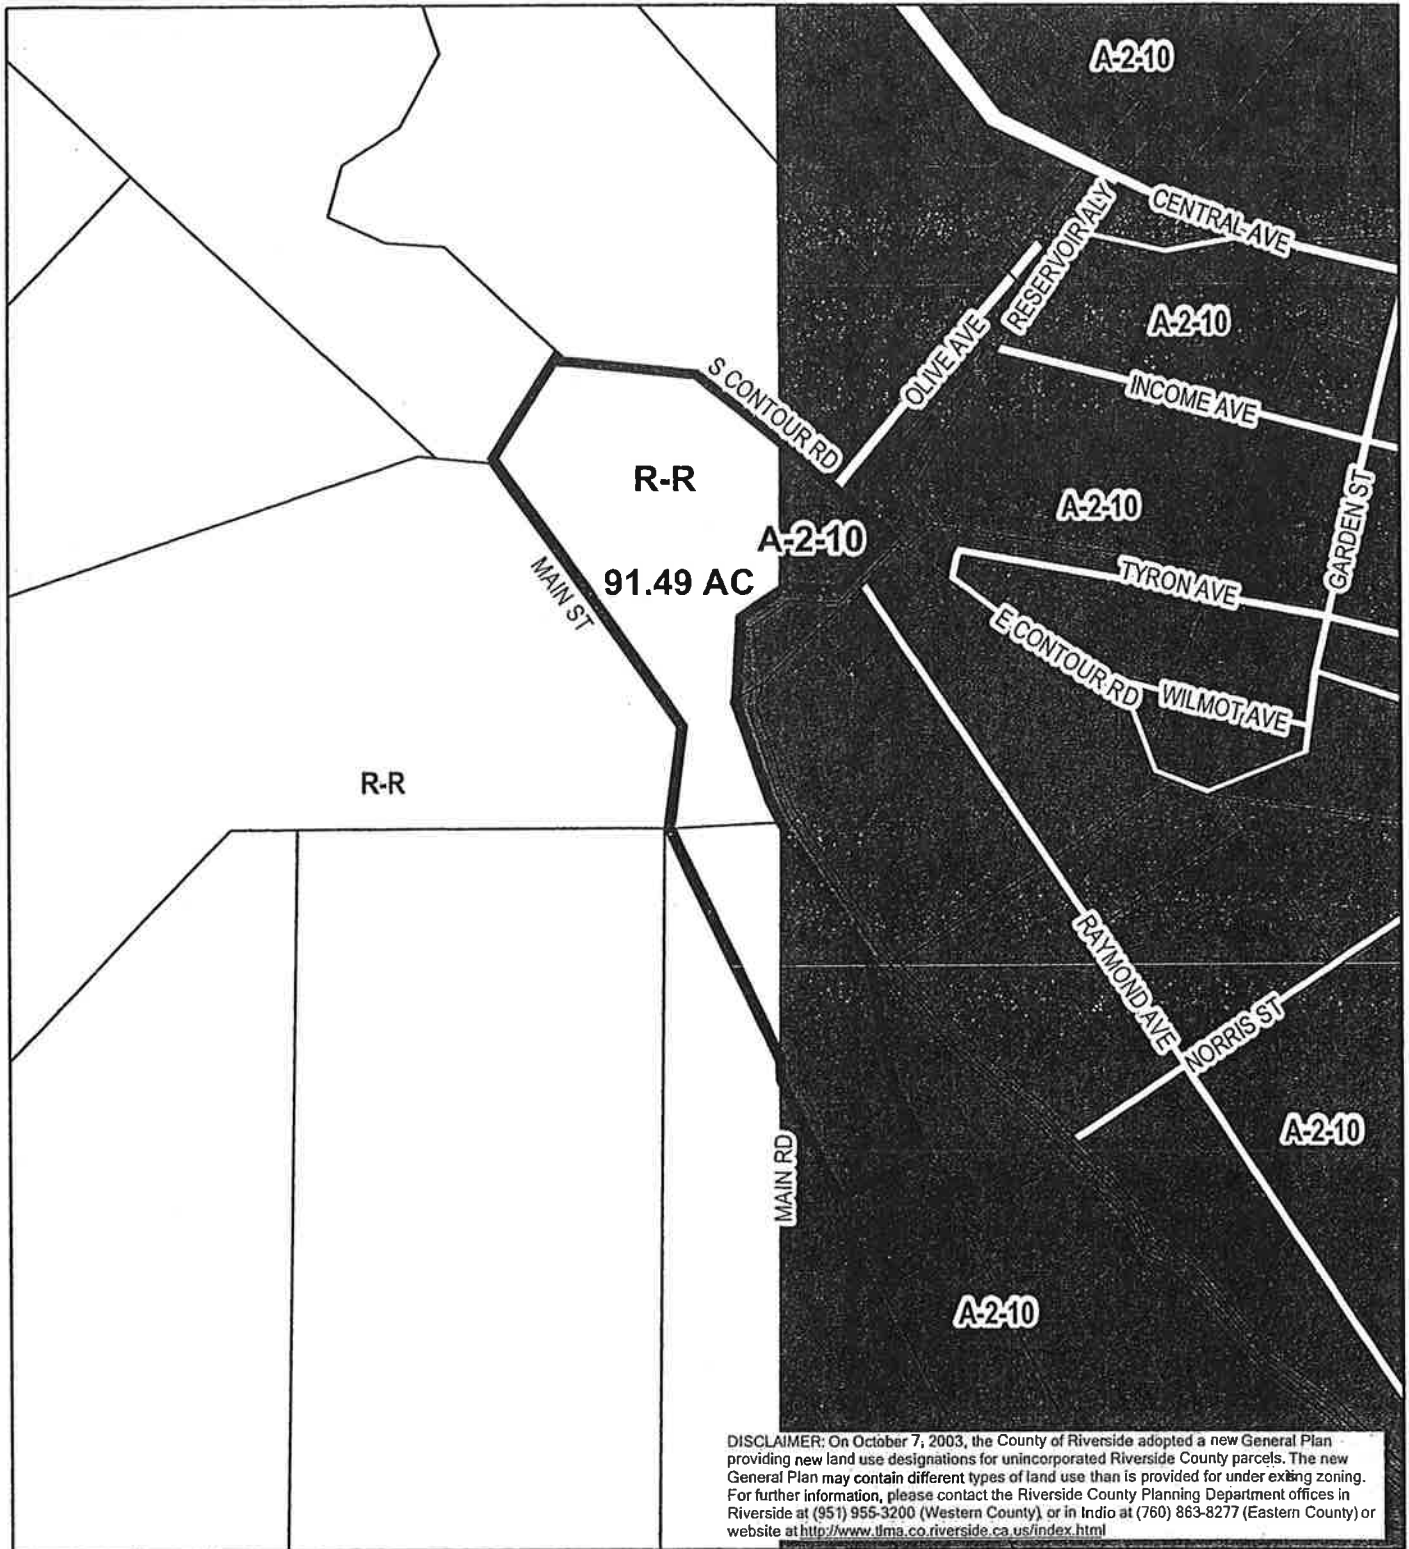 A-2-10
CENTRAL AVE
RESERVOIR ALY
OLIVE AVE
A-2-10
S CONTOUR RD
INCOME AVE
R-R
A-2-10
A-2-10
GARDEN ST
MAIN ST
91.49 AC
TYRON AVE
E CONTOUR RD
WILMOT AVE
R-R
RAYMOND AVE
NORRIS ST
A-2-10
MAIN RD
A-2-10
DISCLAIMER: On October 7, 2003, the County of Riverside adopted a new General Plan
providing new land use designations for unincorporated Riverside County parcels. The new
General Plan may contain different types of land use than is provided for under existing zoning.
For further information, please contact the Riverside County Planning Department offices in
Riverside at (951) 955-3200 (Western County), or in Indio at (760) 863-8277 (Eastern County) or
website at http://www.tlma.co.riverside.ca.us/index.html